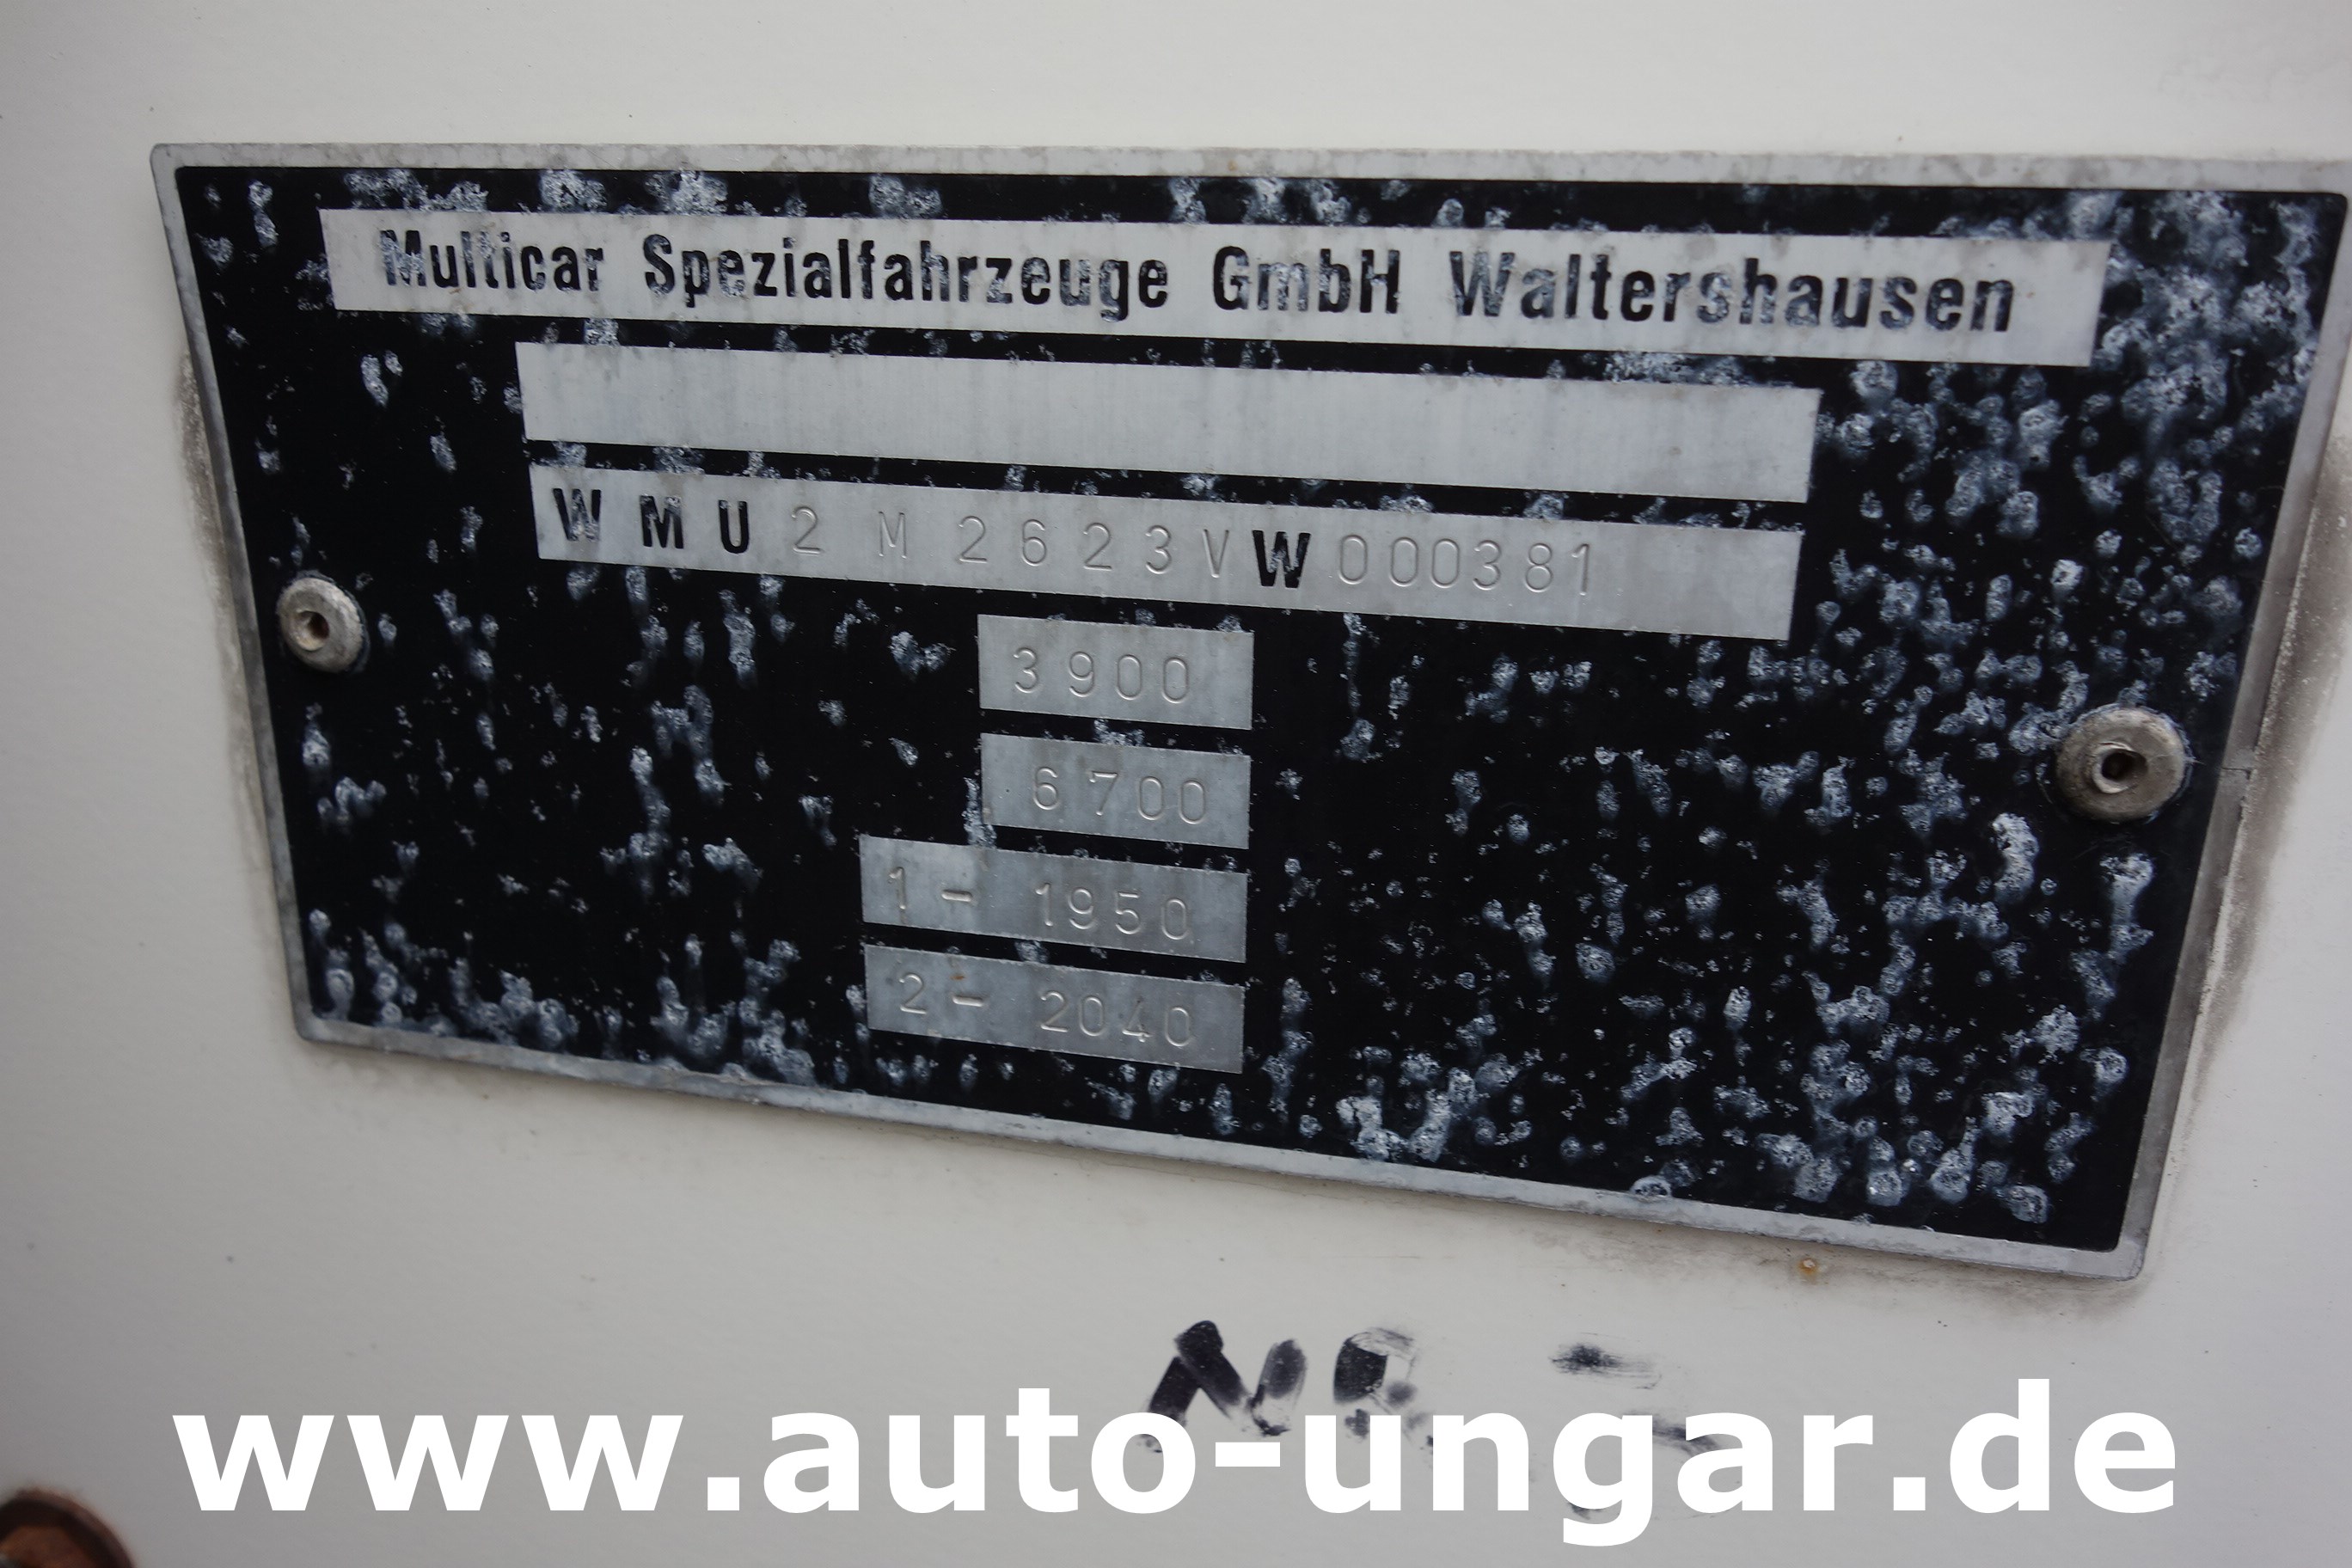 Multicar Spezialfahrzeuge GmbH Waltershausen
WMU2M2623VW000381
3900
6700
1- 1950
2- 2040
www.auto-ungar.de